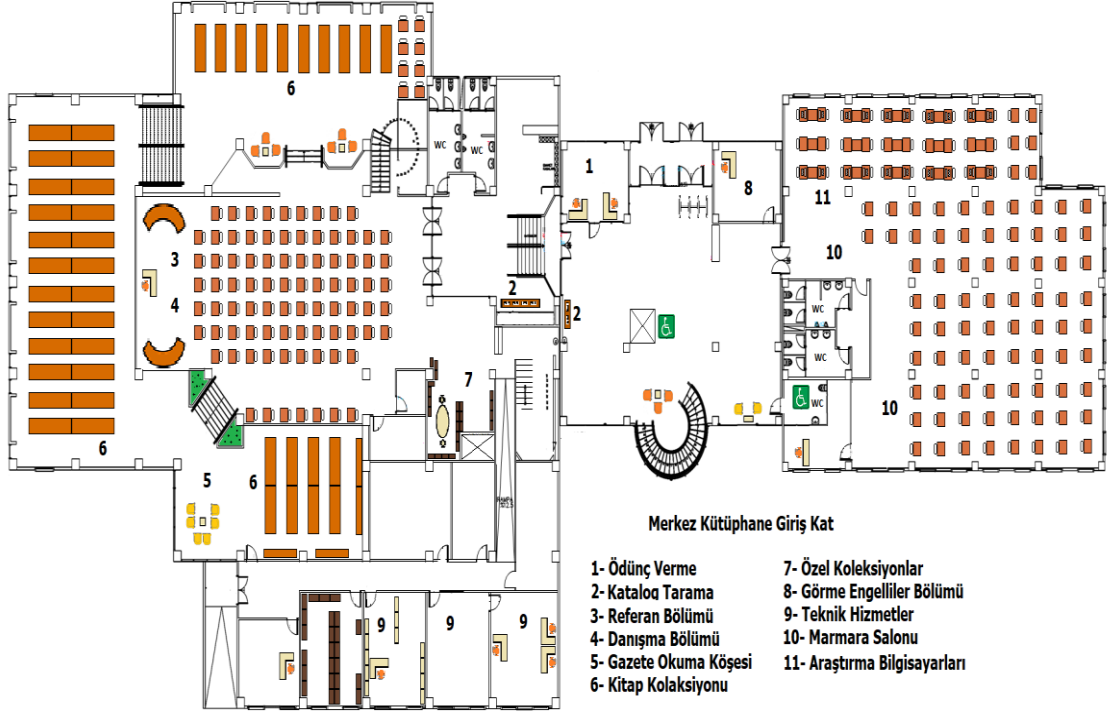 6
WC
WC
1
8
11
3
10
4
2
2
WC
WC
7
WC
10
6
5
6
9
9
9
Merkez Kütüphane Giriş Kat
1- Ödünç Verme
2- Katalog Tarama
3- Referan Bölümü
4- Danışma Bölümü
5- Gazete Okuma Köşesi
6- Kitap Kolaksiyonu
7- Özel Koleksiyonlar
8- Görme Engelliler Bölümü
9- Teknik Hizmetler
10- Marmara Salonu
11- Araştırma Bilgisayarları